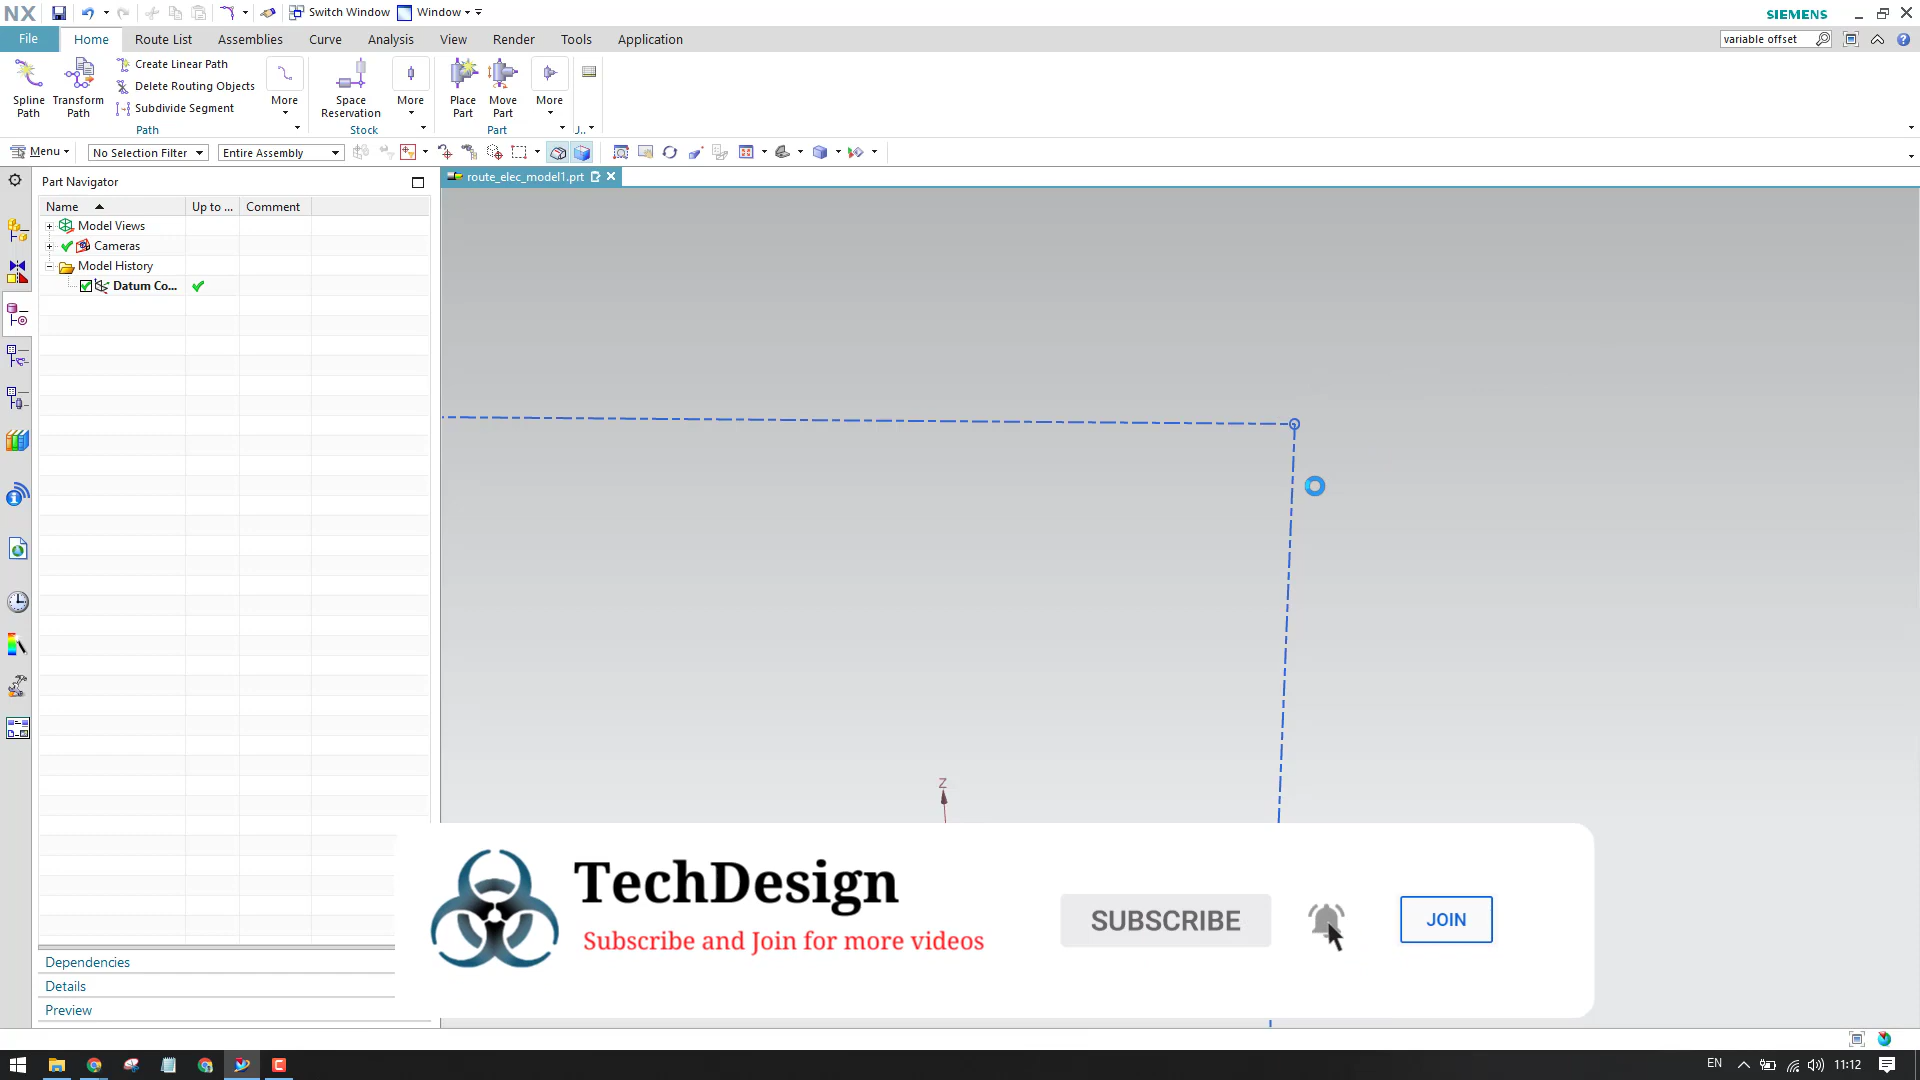 NX
Switch Window
Window
SIEMENS
File
Home
Route List
Assemblies
Curve
Analysis
View
Render
Tools
Application
variable offset
Spline Path
Transform Path
Create Linear Path
Delete Routing Objects
Subdivide Segment
More
Path
Space Reservation
More
Stock
Place Part
Move Part
More
Part
J..
Menu
No Selection Filter
Entire Assembly
Part Navigator
route_elec_model1.prt
Name
Up to ...
Comment
Model Views
Cameras
Model History
Datum Co...
Z
TechDesign
Subscribe and Join for more videos
SUBSCRIBE
JOIN
Dependencies
Details
Preview
EN
11:12